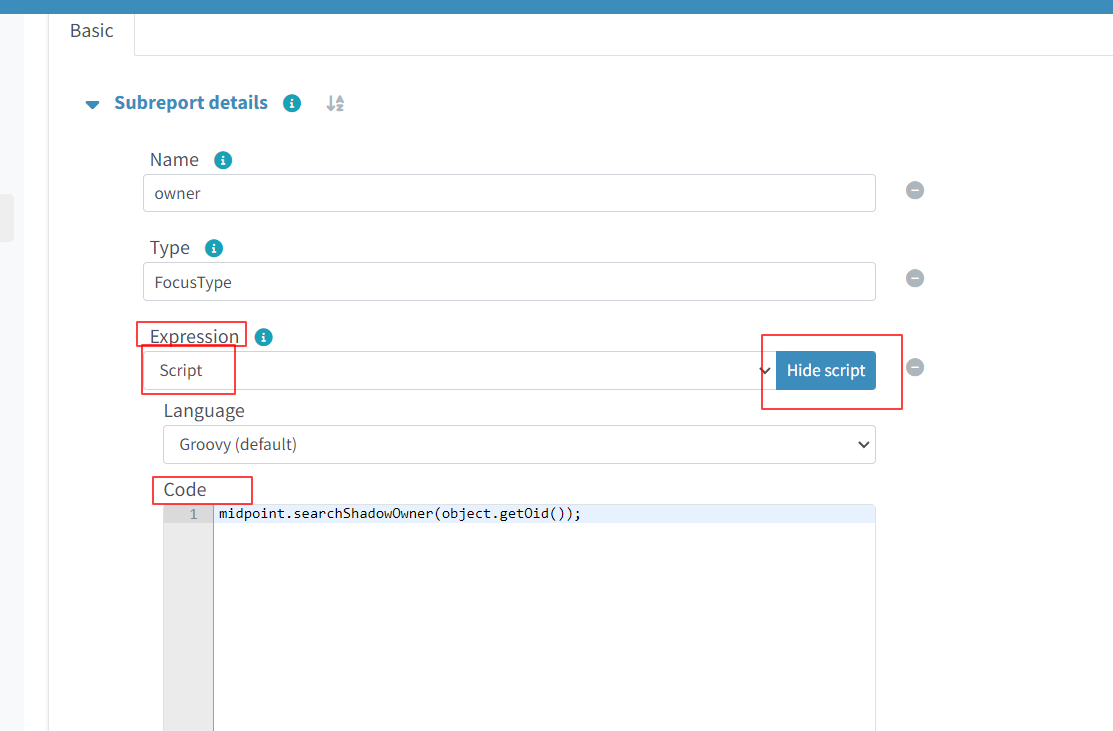 Basic
Subreport details
Name
owner
Type
FocusType
Expression
Script
Hide script
Language
Groovy (default)
Code
1 midpoint.searchShadowOwner(object.getOid());